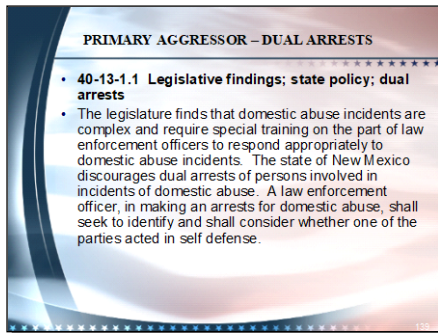 PRIMARY AGGRESSOR – DUAL ARRESTS
• 40-13-1.1 Legislative findings; state policy; dual
arrests
• The legislature finds that domestic abuse incidents are
complex and require special training on the part of law
enforcement officers to respond appropriately to
domestic abuse incidents. The state of New Mexico
discourages dual arrests of persons involved in
incidents of domestic abuse. A law enforcement
officer, in making an arrests for domestic abuse, shall
seek to identify and shall consider whether one of the
parties acted in self defense.